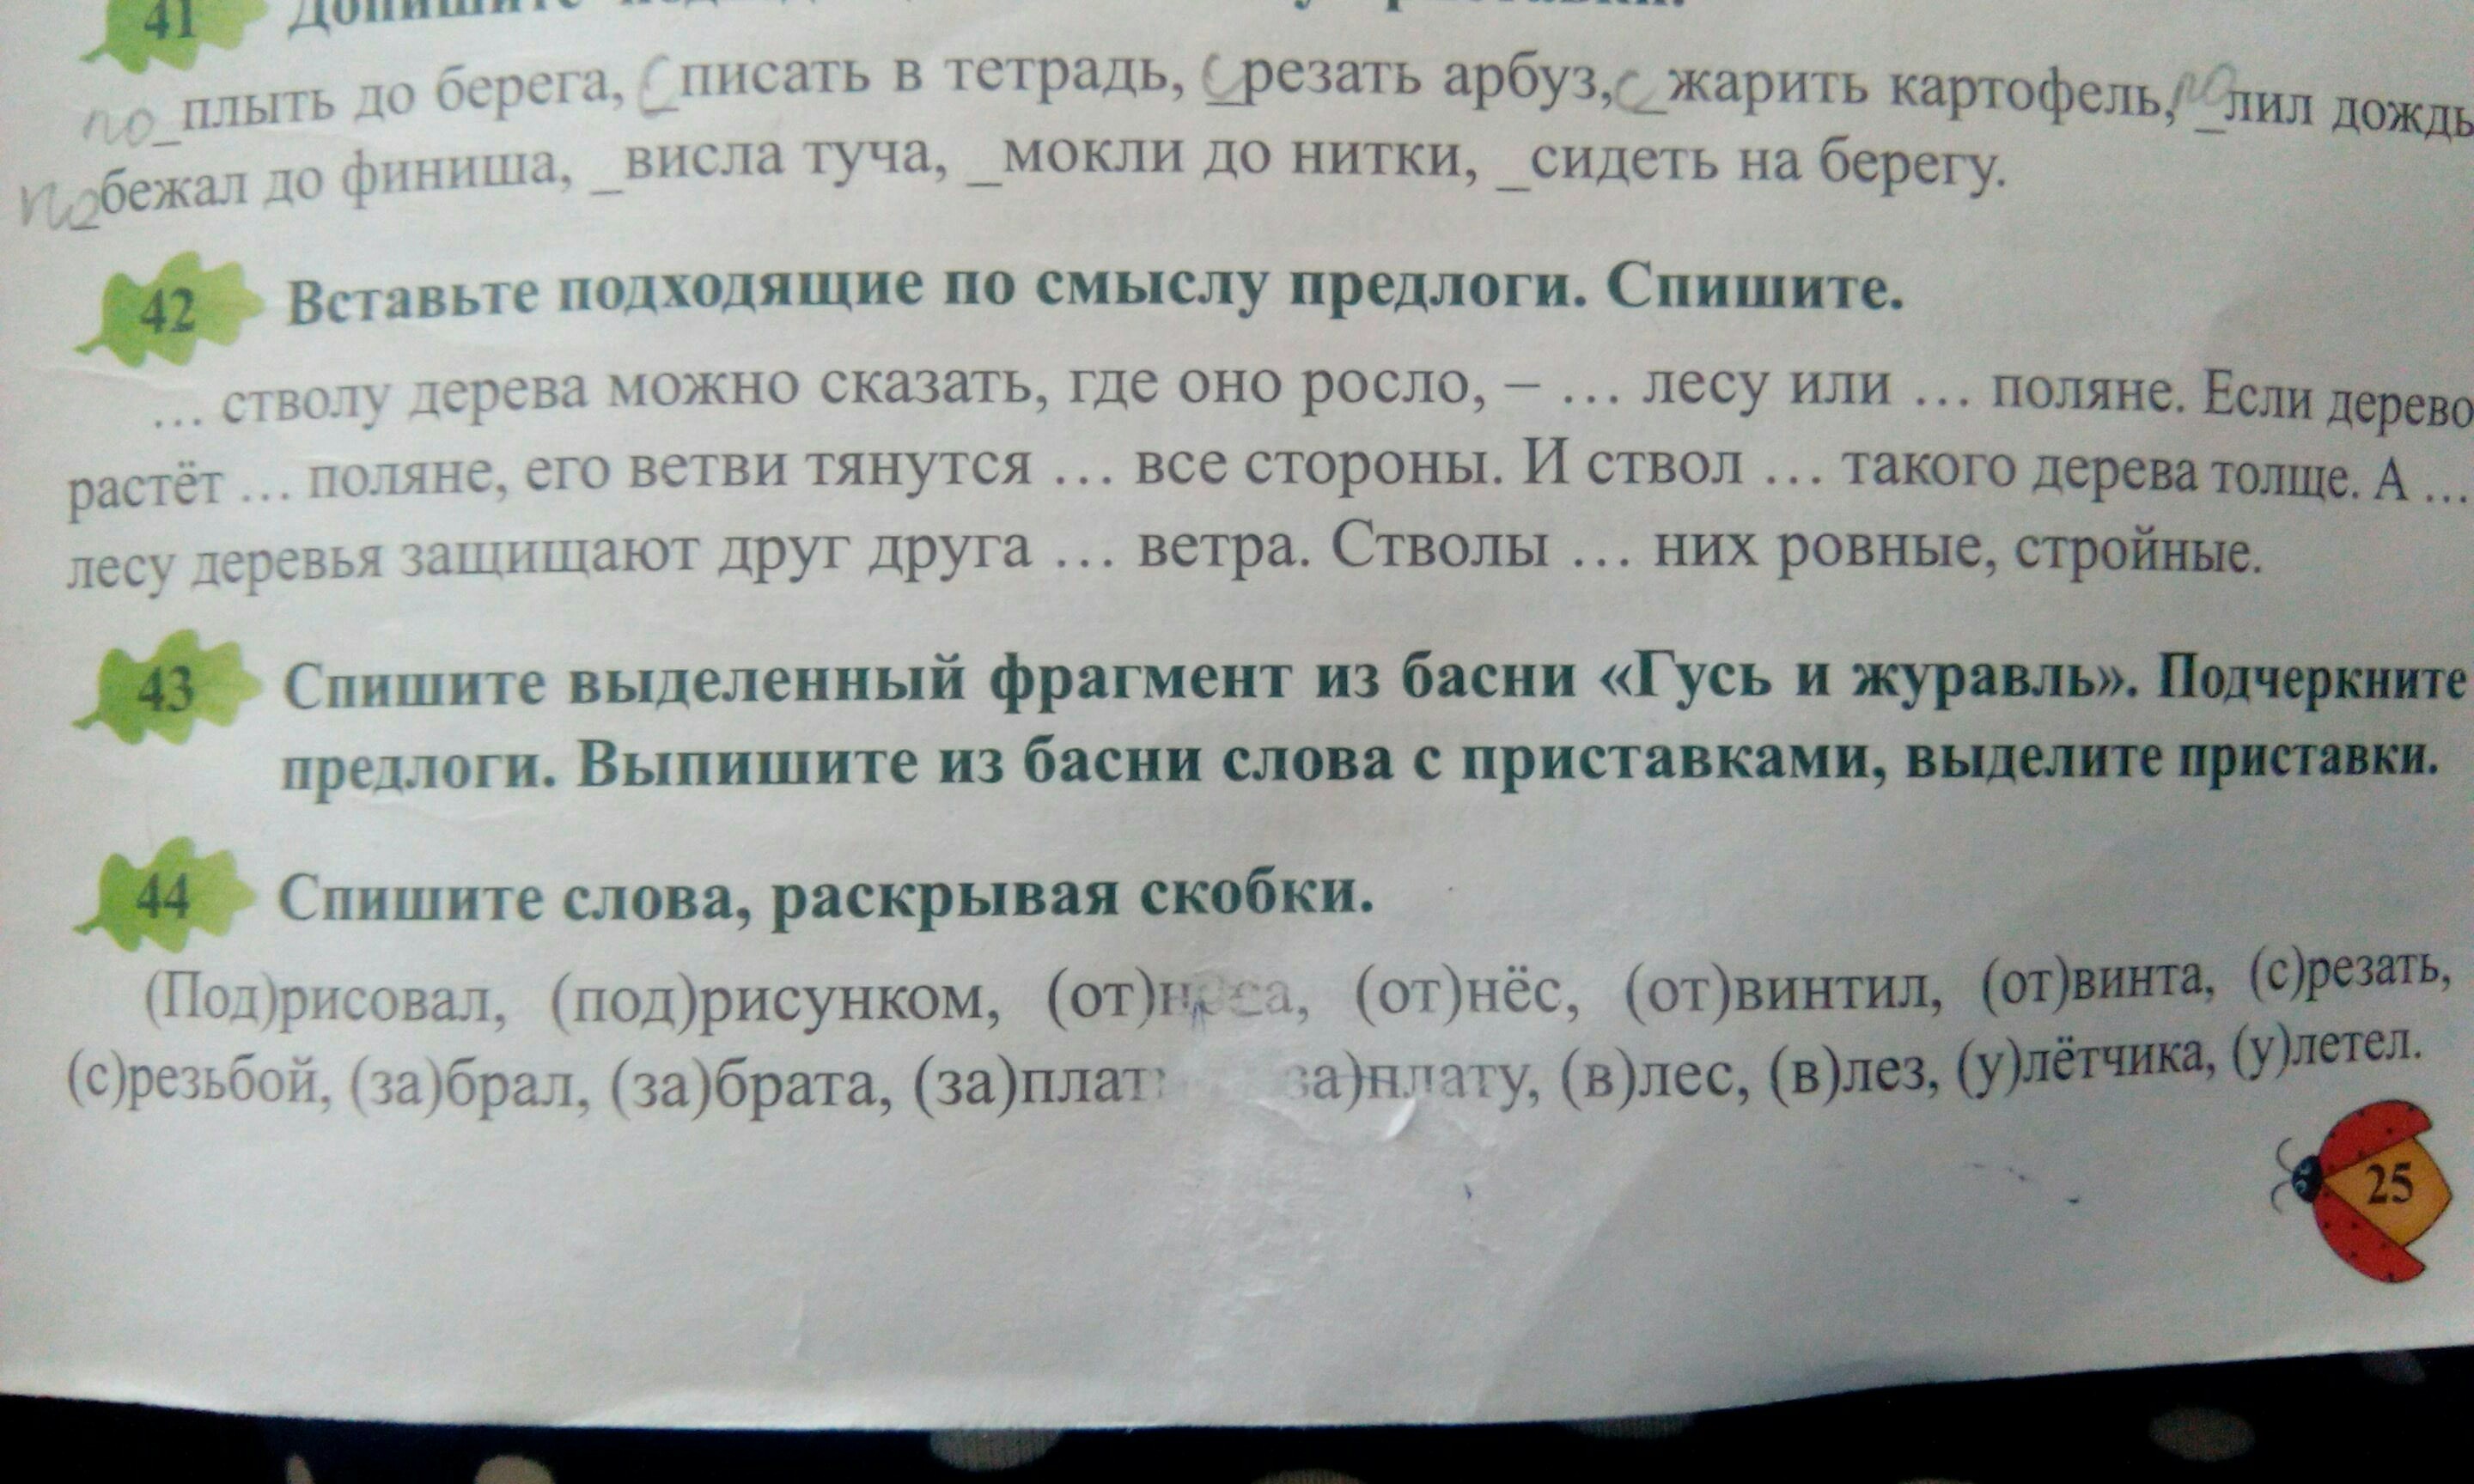 41
по_плыть до берега, с_писать в тетрадь, с_резать арбуз, с_жарить картофель, по_лил дождь
по_бежал до финиша, _висла туча, _мокли до нитки, _сидеть на берегу.
42 Вставьте подходящие по смыслу предлоги. Спишите.
... стволу дерева можно сказать, где оно росло, – ... лесу или ... поляне. Если дерево
растёт ... поляне, его ветви тянутся ... все стороны. И ствол ... такого дерева толще. А ...
лесу деревья защищают друг друга ... ветра. Стволы ... них ровные, стройные.
43 Спишите выделенный фрагмент из басни «Гусь и журавль». Подчеркните
предлоги. Выпишите из басни слова с приставками, выделите приставки.
44 Спишите слова, раскрывая скобки.
(Под)рисовал, (под)рисунком, (от)носа, (от)нёс, (от)винтил, (от)винта, (с)резать,
(с)резьбой, (за)брал, (за)брата, (за)плат за)плату, (в)лес, (в)лез, (у)лётчика, (у)летел.
25